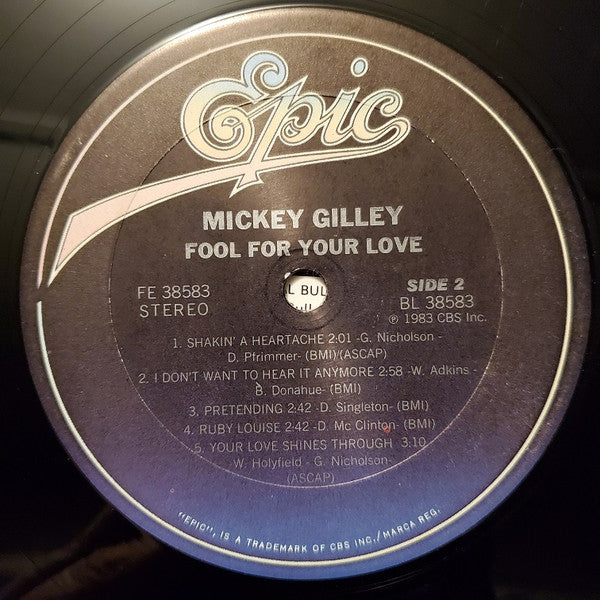 Epic
MICKEY GILLEY
FOOL FOR YOUR LOVE
FE 38583
STEREO
L BUL
SIDE 2
BL 38583
℗ 1983 CBS Inc.
1. SHAKIN' A HEARTACHE 2:01 -G. Nicholson -
D. Pfrimmer- (BMI)(ASCAP)
2. I DON'T WANT TO HEAR IT ANYMORE 2:58 -W. Adkins -
B. Donahue- (BMI)
3. PRETENDING 2:42 -D. Singleton- (BMI)
4. RUBY LOUISE 2:42 -D. Mc Clinton- (BMI)
5. YOUR LOVE SHINES THROUGH 3:10
W. Holyfield - G. Nicholson-
(ASCAP)
"EPIC", IS A TRADEMARK OF CBS INC./MARCA REG.